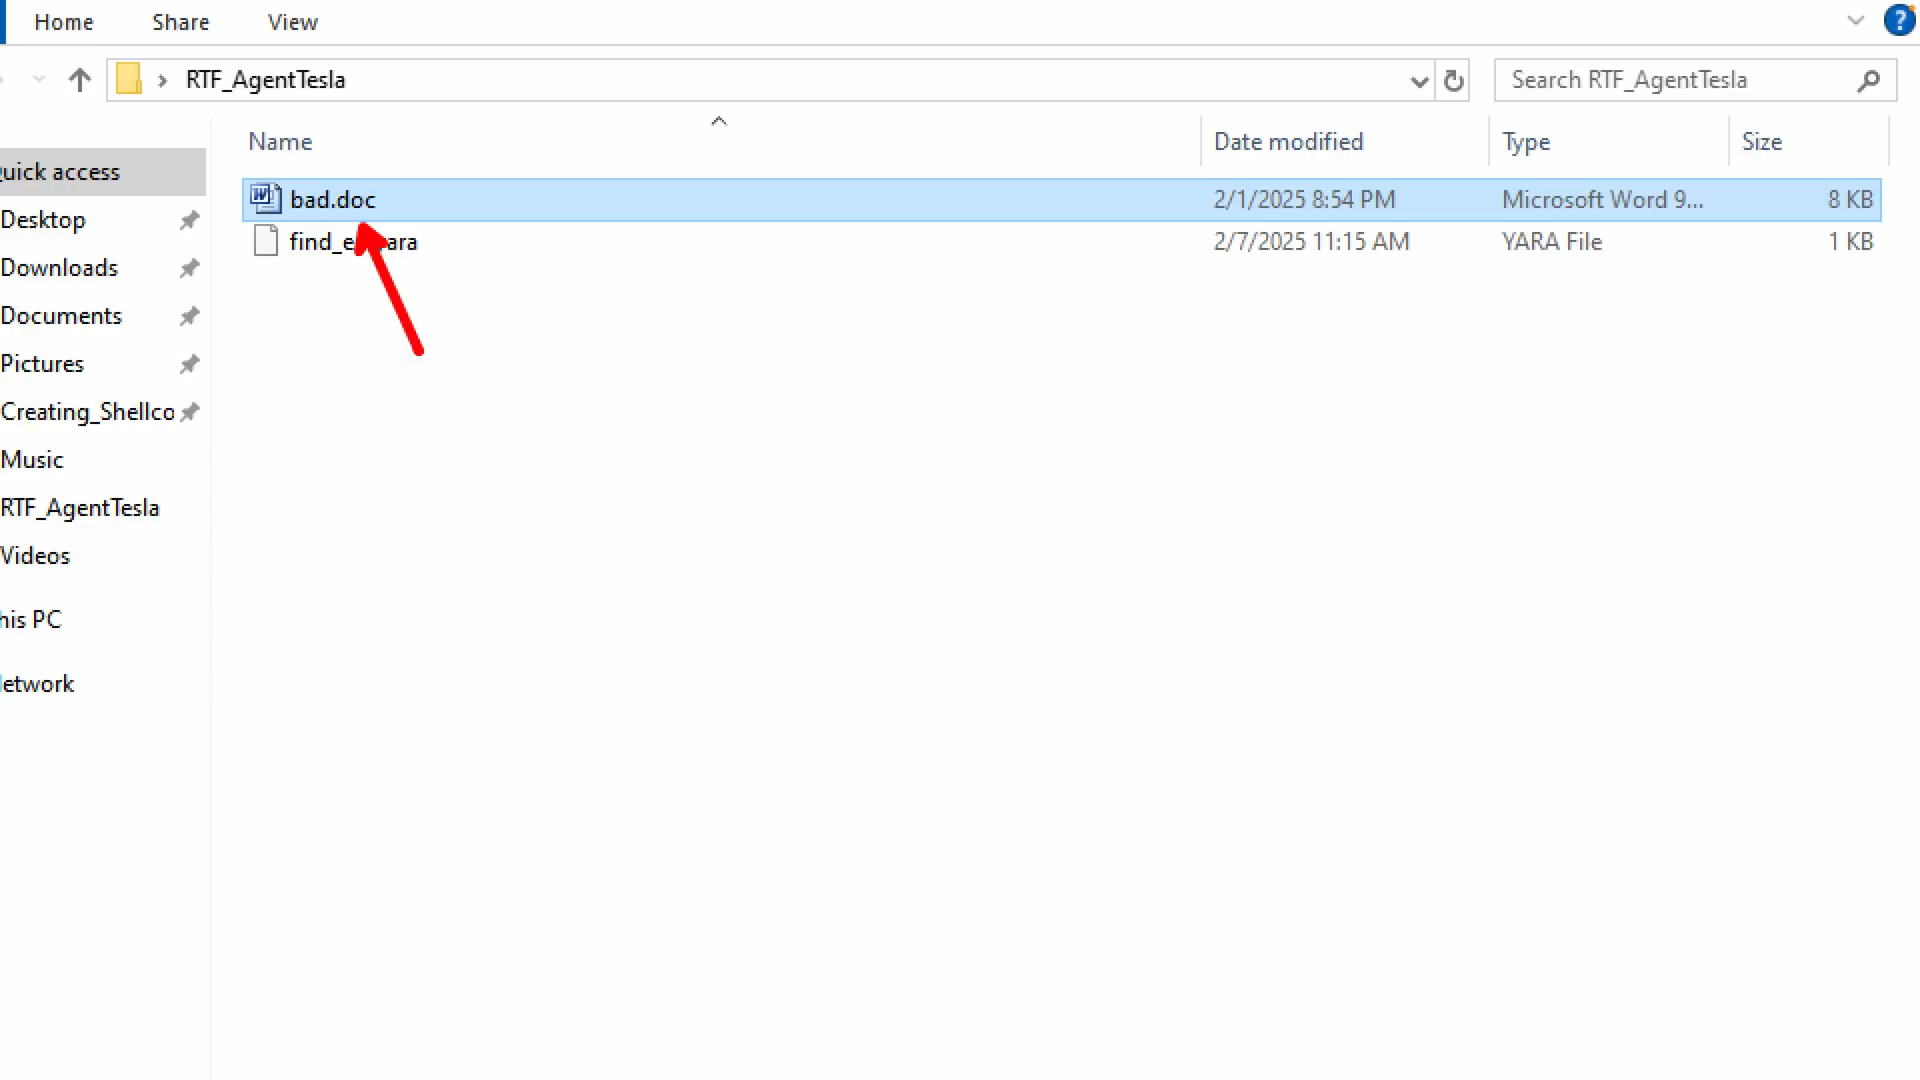 Home Share View
RTF_AgentTesla
Search RTF_AgentTesla
Name Date modified Type Size
uick access
bad.doc 2/1/2025 8:54 PM Microsoft Word 9... 8 KB
Desktop
2/7/2025 11:15 AM YARA File 1 KB
Downloads
Documents
Pictures
Creating_Shellco
Music
RTF_AgentTesla
Videos
his PC
etwork